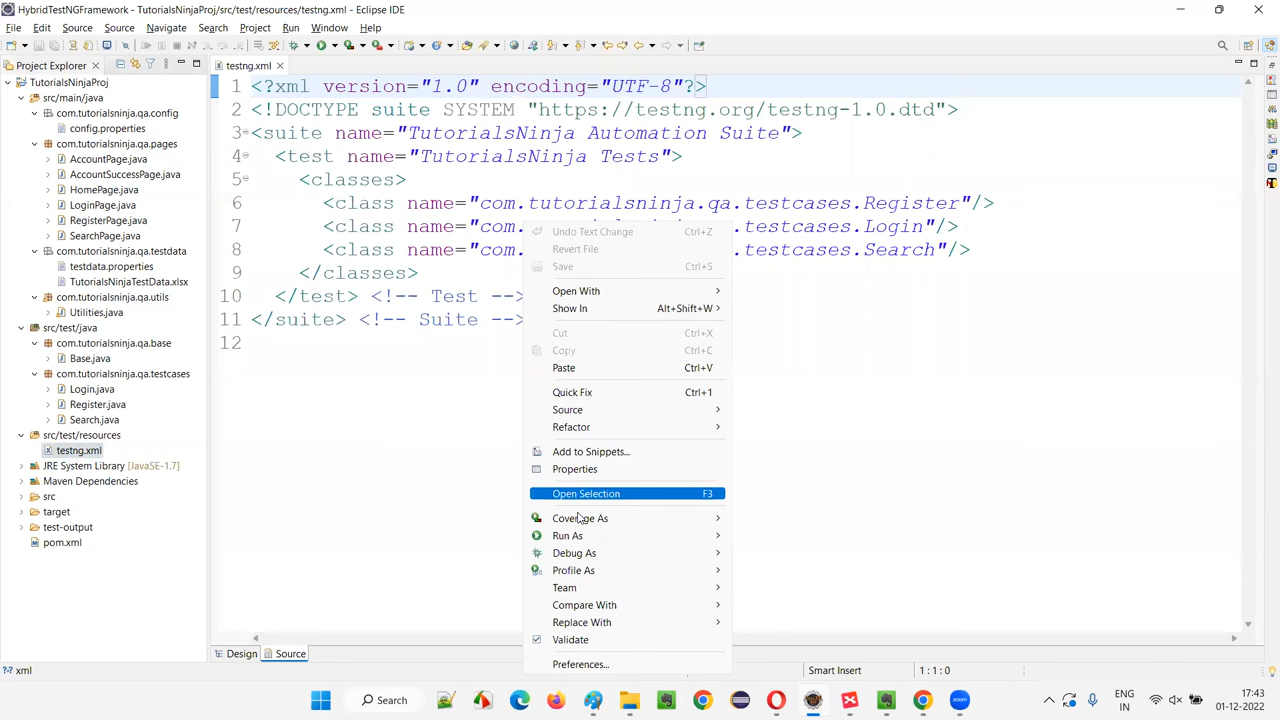 HybridTestNGFramework - TutorialsNinjaProj/src/test/resources/testng.xml - Eclipse IDE
File Edit Source Source Navigate Search Project Run Window Help
Project Explorer
testng.xml
TutorialsNinjaProj
src/main/java
com.tutorialsninja.qa.config
config.properties
com.tutorialsninja.qa.pages
AccountPage.java
AccountSuccessPage.java
HomePage.java
LoginPage.java
RegisterPage.java
SearchPage.java
com.tutorialsninja.qa.testdata
testdata.properties
TutorialsNinjaTestData.xlsx
com.tutorialsninja.qa.utils
Utilities.java
src/test/java
com.tutorialsninja.qa.base
Base.java
com.tutorialsninja.qa.testcases
Login.java
Register.java
Search.java
src/test/resources
testng.xml
JRE System Library [JavaSE-1.7]
Maven Dependencies
src
target
test-output
pom.xml
1 <?xml version="1.0" encoding="UTF-8"?>
2 <!DOCTYPE suite SYSTEM "https://testng.org/testng-1.0.dtd">
3 <suite name="TutorialsNinja Automation Suite">
4 <test name="TutorialsNinja Tests">
5 <classes>
6 <class name="com.tutorialsninja.qa.testcases.Register"/>
7 <class name="com. testcases.Login"/>
8 <class name="com. testcases.Search"/>
9 </classes>
10 </test> <!-- Test --
11 </suite> <!-- Suite --
12
Undo Text Change Ctrl+Z
Revert File
Save Ctrl+S
Open With
Show In Alt+Shift+W
Cut Ctrl+X
Copy Ctrl+C
Paste Ctrl+V
Quick Fix Ctrl+1
Source
Refactor
Add to Snippets...
Properties
Open Selection F3
Coverage As
Run As
Debug As
Profile As
Team
Compare With
Replace With
Validate
Preferences...
Design Source
xml
Smart Insert
1 : 1 : 0
Search
ENG
IN
17:43
01-12-2022